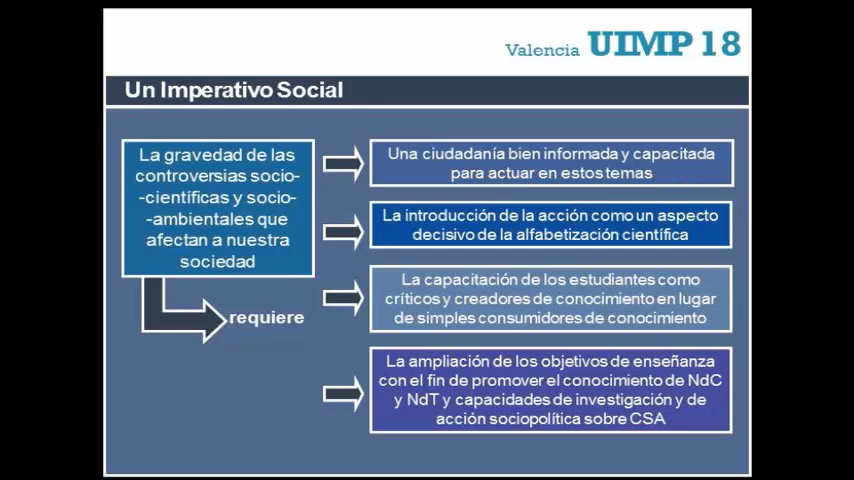 Valencia UIMP 18
Un Imperativo Social
La gravedad de las
controversias socio-
-científicas y socio-
-ambientales que
afectan a nuestra
sociedad
requiere
Una ciudadanía bien informada y capacitada
para actuar en estos temas
La introducción de la acción como un aspecto
decisivo de la alfabetización científica
La capacitación de los estudiantes como
críticos y creadores de conocimiento en lugar
de simples consumidores de conocimiento
La ampliación de los objetivos de enseñanza
con el fin de promover el conocimiento de NdC
y NdT y capacidades de investigación y de
acción sociopolítica sobre CSA